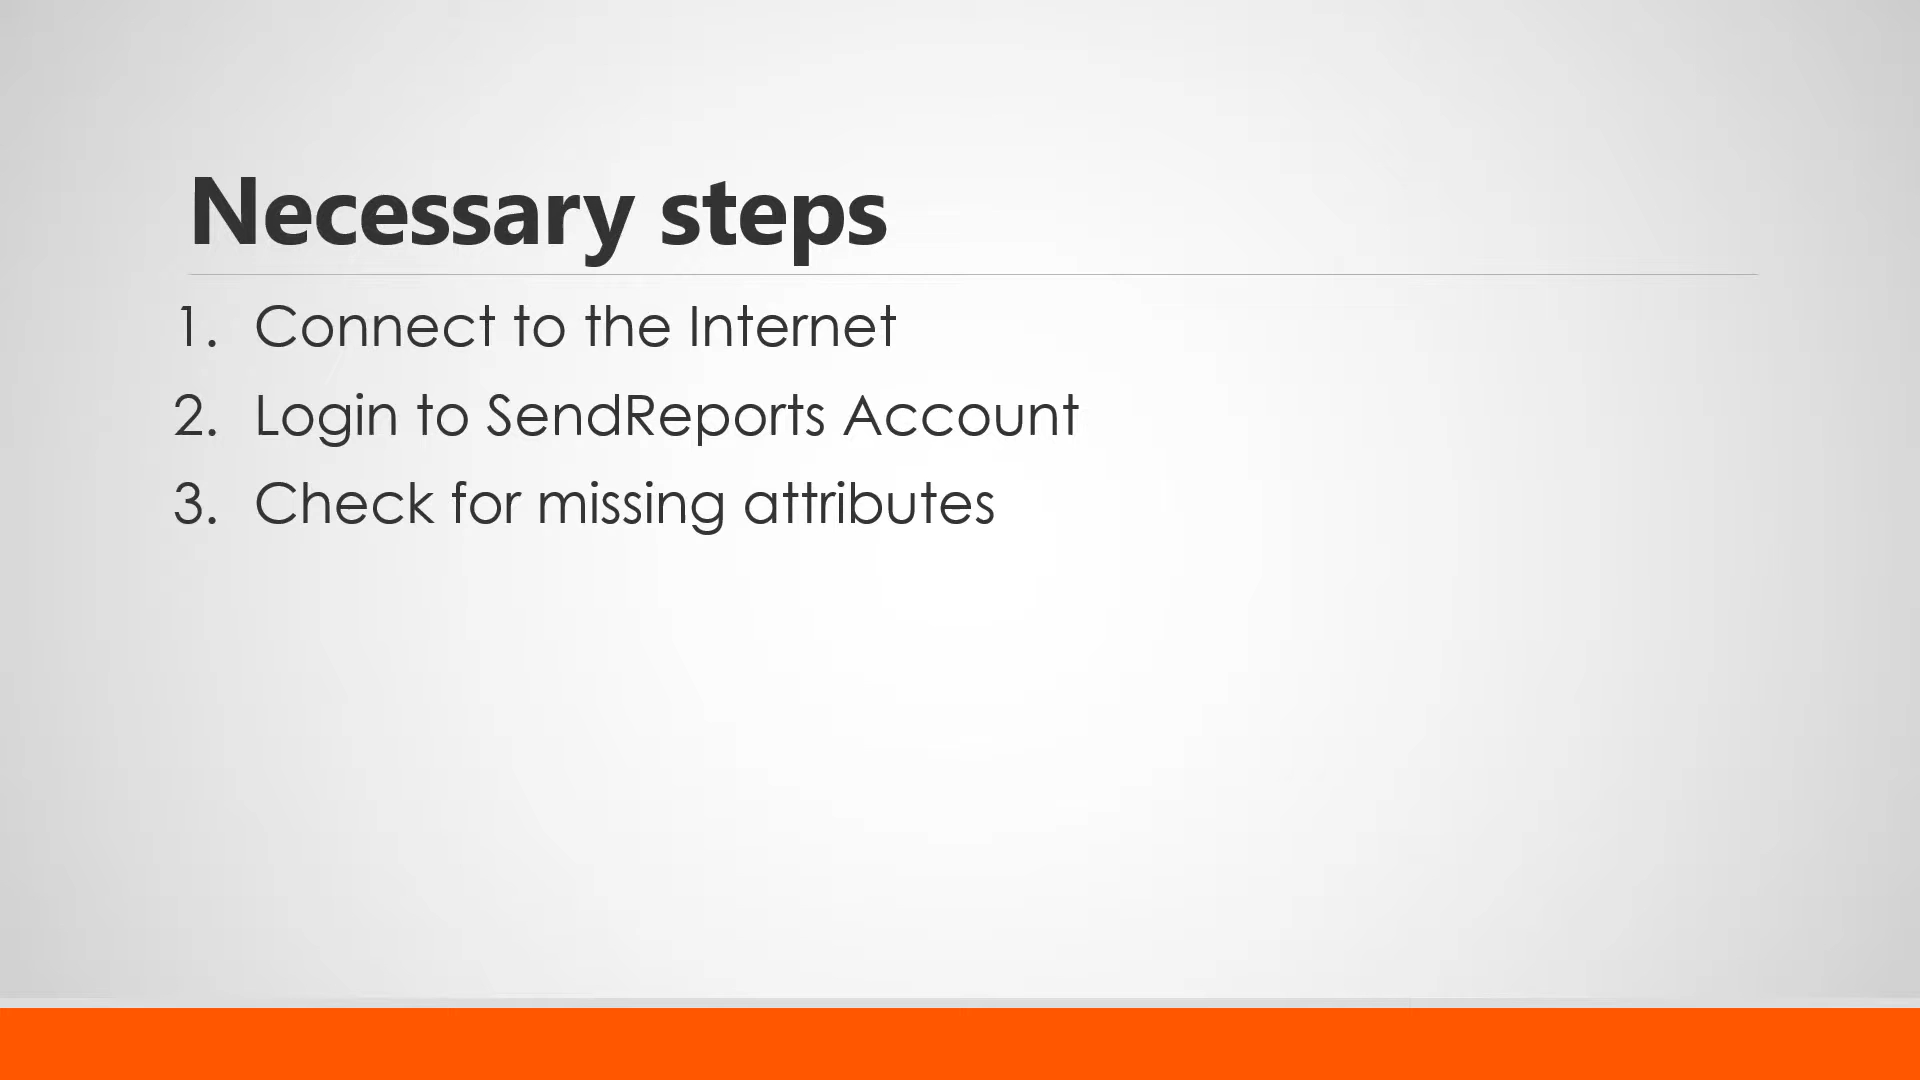 Necessary steps
1. Connect to the Internet
2. Login to SendReports Account
3. Check for missing attributes